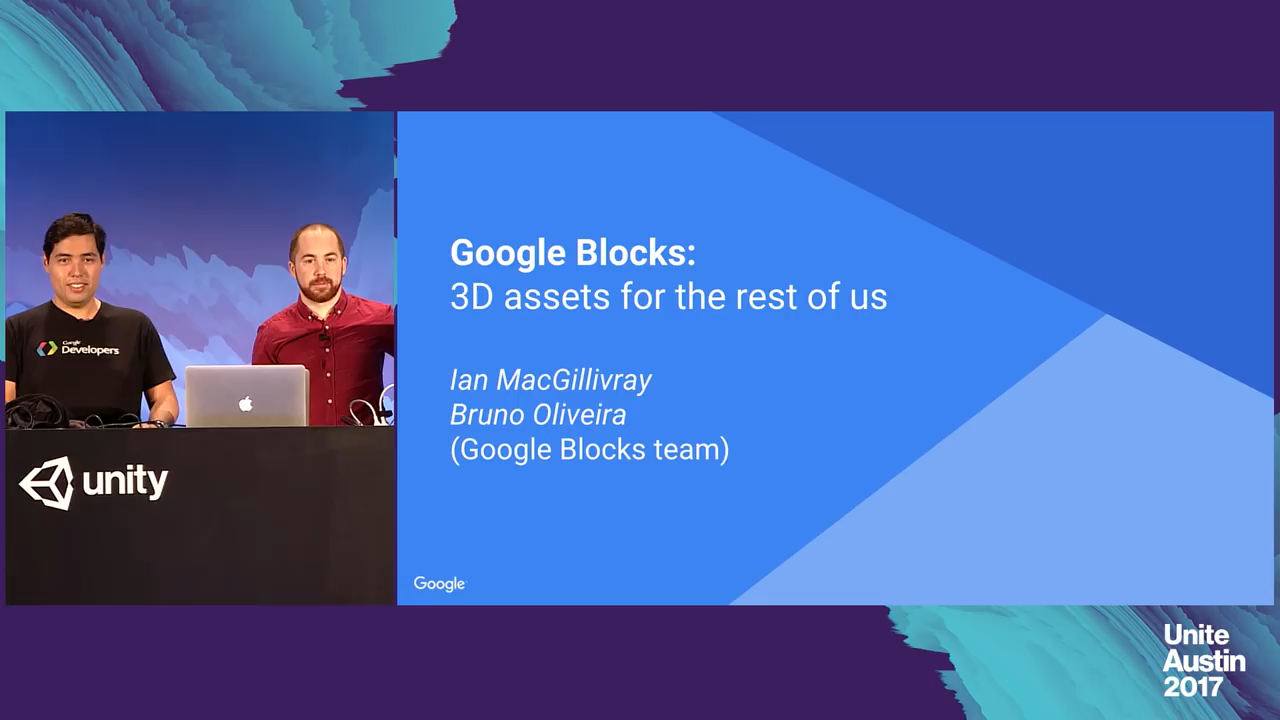 Google
Developers
unity
Google Blocks:
3D assets for the rest of us
Ian MacGillivray
Bruno Oliveira
(Google Blocks team)
Google
Unite
Austin
2017